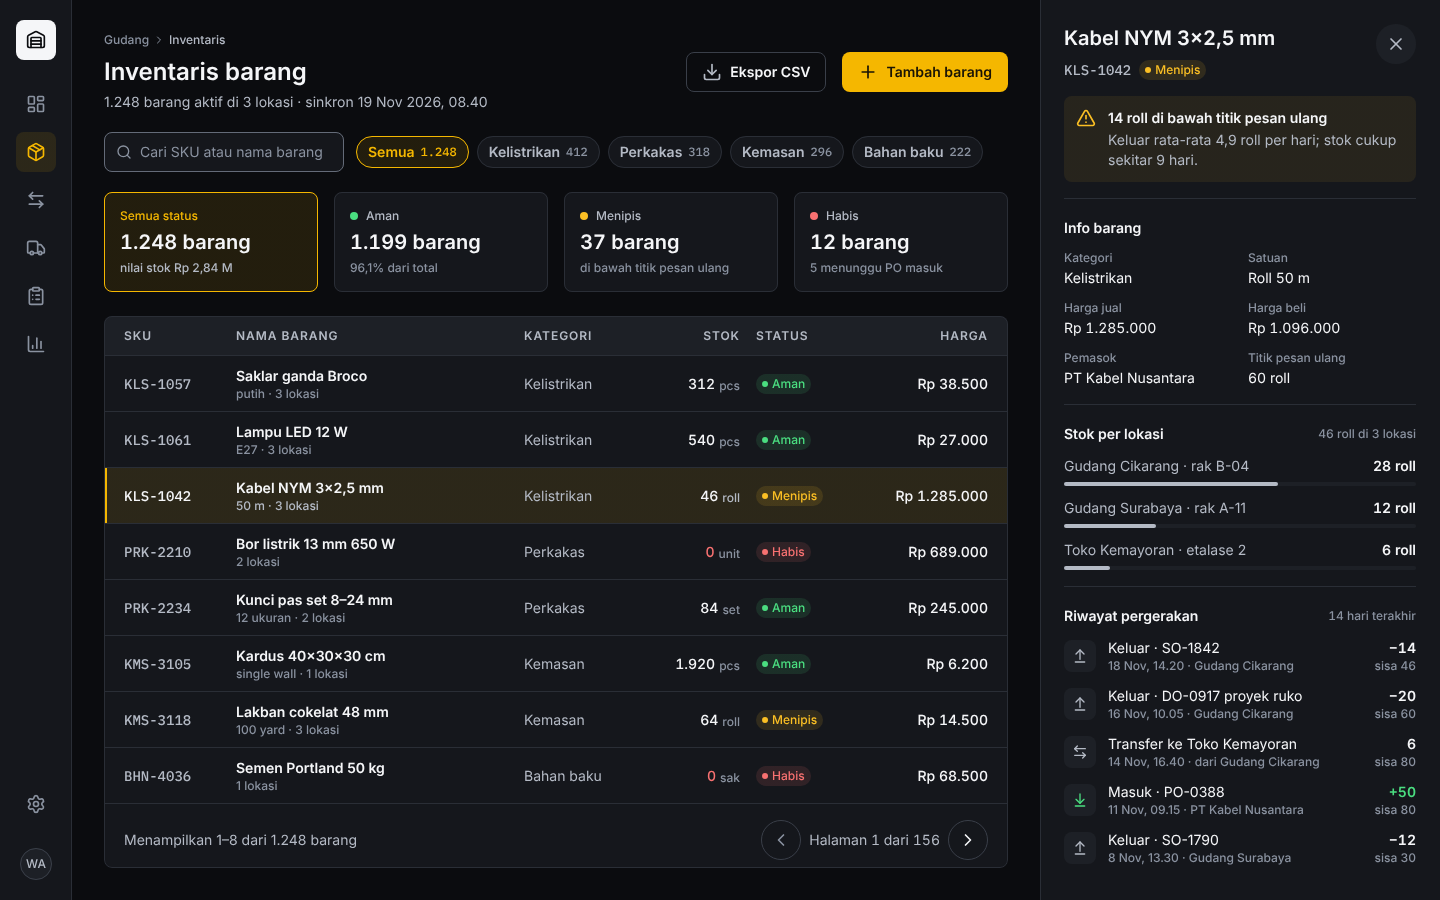 Gudang > Inventaris
Inventaris barang
1.248 barang aktif di 3 lokasi · sinkron 19 Nov 2026, 08.40
Ekspor CSV
Tambah barang
Cari SKU atau nama barang
Semua 1.248
Kelistrikan 412
Perkakas 318
Kemasan 296
Bahan baku 222
Semua status
1.248 barang
nilai stok Rp 2,84 M
Aman
1.199 barang
96,1% dari total
Menipis
37 barang
di bawah titik pesan ulang
Habis
12 barang
5 menunggu PO masuk
SKU NAMA BARANG KATEGORI STOK STATUS HARGA
KLS-1057 Saklar ganda Broco Kelistrikan 312 pcs Aman Rp 38.500
putih · 3 lokasi
KLS-1061 Lampu LED 12 W Kelistrikan 540 pcs Aman Rp 27.000
E27 · 3 lokasi
KLS-1042 Kabel NYM 3×2,5 mm Kelistrikan 46 roll Menipis Rp 1.285.000
50 m · 3 lokasi
PRK-2210 Bor listrik 13 mm 650 W Perkakas 0 unit Habis Rp 689.000
2 lokasi
PRK-2234 Kunci pas set 8–24 mm Perkakas 84 set Aman Rp 245.000
12 ukuran · 2 lokasi
KMS-3105 Kardus 40×30×30 cm Kemasan 1.920 pcs Aman Rp 6.200
single wall · 1 lokasi
KMS-3118 Lakban cokelat 48 mm Kemasan 64 roll Menipis Rp 14.500
100 yard · 3 lokasi
BHN-4036 Semen Portland 50 kg Bahan baku 0 sak Habis Rp 68.500
1 lokasi
Menampilkan 1–8 dari 1.248 barang
Halaman 1 dari 156
WA
Kabel NYM 3×2,5 mm
KLS-1042 Menipis
14 roll di bawah titik pesan ulang
Keluar rata-rata 4,9 roll per hari; stok cukup
sekitar 9 hari.
Info barang
Kategori Satuan
Kelistrikan Roll 50 m
Harga jual Harga beli
Rp 1.285.000 Rp 1.096.000
Pemasok Titik pesan ulang
PT Kabel Nusantara 60 roll
Stok per lokasi 46 roll di 3 lokasi
Gudang Cikarang · rak B-04 28 roll
Gudang Surabaya · rak A-11 12 roll
Toko Kemayoran · etalase 2 6 roll
Riwayat pergerakan 14 hari terakhir
Keluar · SO-1842 −14
18 Nov, 14.20 · Gudang Cikarang sisa 46
Keluar · DO-0917 proyek ruko −20
16 Nov, 10.05 · Gudang Cikarang sisa 60
Transfer ke Toko Kemayoran 6
14 Nov, 16.40 · dari Gudang Cikarang sisa 80
Masuk · PO-0388 +50
11 Nov, 09.15 · PT Kabel Nusantara sisa 80
Keluar · SO-1790 −12
8 Nov, 13.30 · Gudang Surabaya sisa 30